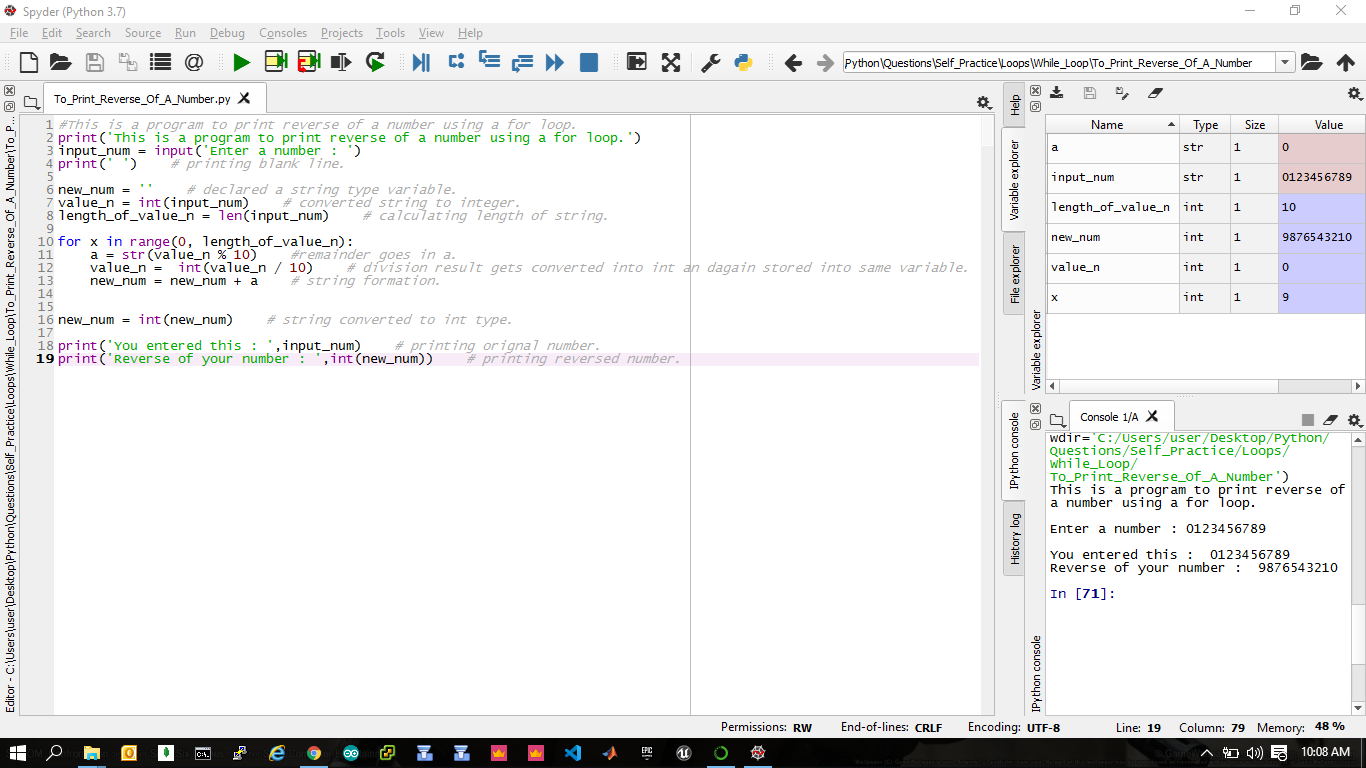 Spyder (Python 3.7)
File Edit Search Source Run Debug Consoles Projects Tools View Help
Python\Questions\Self_Practice\Loops\While_Loop\To_Print_Reverse_Of_A_Number
Editor - C:\Users\user\Desktop\Python\Questions\Self_Practice\Loops\While_Loop\To_Print_Reverse_Of_A_Number\To_P...
To_Print_Reverse_Of_A_Number.py
1 #This is a program to print reverse of a number using a for loop.
2 print('This is a program to print reverse of a number using a for loop.')
3 input_num = input('Enter a number : ')
4 print(' ')    # printing blank line.
5
6 new_num = ''    # declared a string type variable.
7 value_n = int(input_num)    # converted string to integer.
8 length_of_value_n = len(input_num)    # calculating length of string.
9
10 for x in range(0, length_of_value_n):
11     a = str(value_n % 10)    #remainder goes in a.
12     value_n =  int(value_n / 10)    # division result gets converted into int an dagain stored into same variable.
13     new_num = new_num + a    # string formation.
14
15
16 new_num = int(new_num)    # string converted to int type.
17
18 print('You entered this : ',input_num)    # printing orignal number.
19 print('Reverse of your number : ',int(new_num))    # printing reversed number.
Help
Variable explorer
File explorer
Variable explorer
Name Type Size Value
a str 1 0
input_num str 1 0123456789
length_of_value_n int 1 10
new_num int 1 9876543210
value_n int 1 0
x int 1 9
IPython console
History log
IPython console
Console 1/A
wdir='C:/Users/user/Desktop/Python/
Questions/Self_Practice/Loops/
While_Loop/
To_Print_Reverse_Of_A_Number')
This is a program to print reverse of
a number using a for loop.
Enter a number : 0123456789
You entered this :  0123456789
Reverse of your number :  9876543210
In [71]:
Permissions: RW End-of-lines: CRLF Encoding: UTF-8 Line: 19 Column: 79 Memory: 48 %
10:08 AM